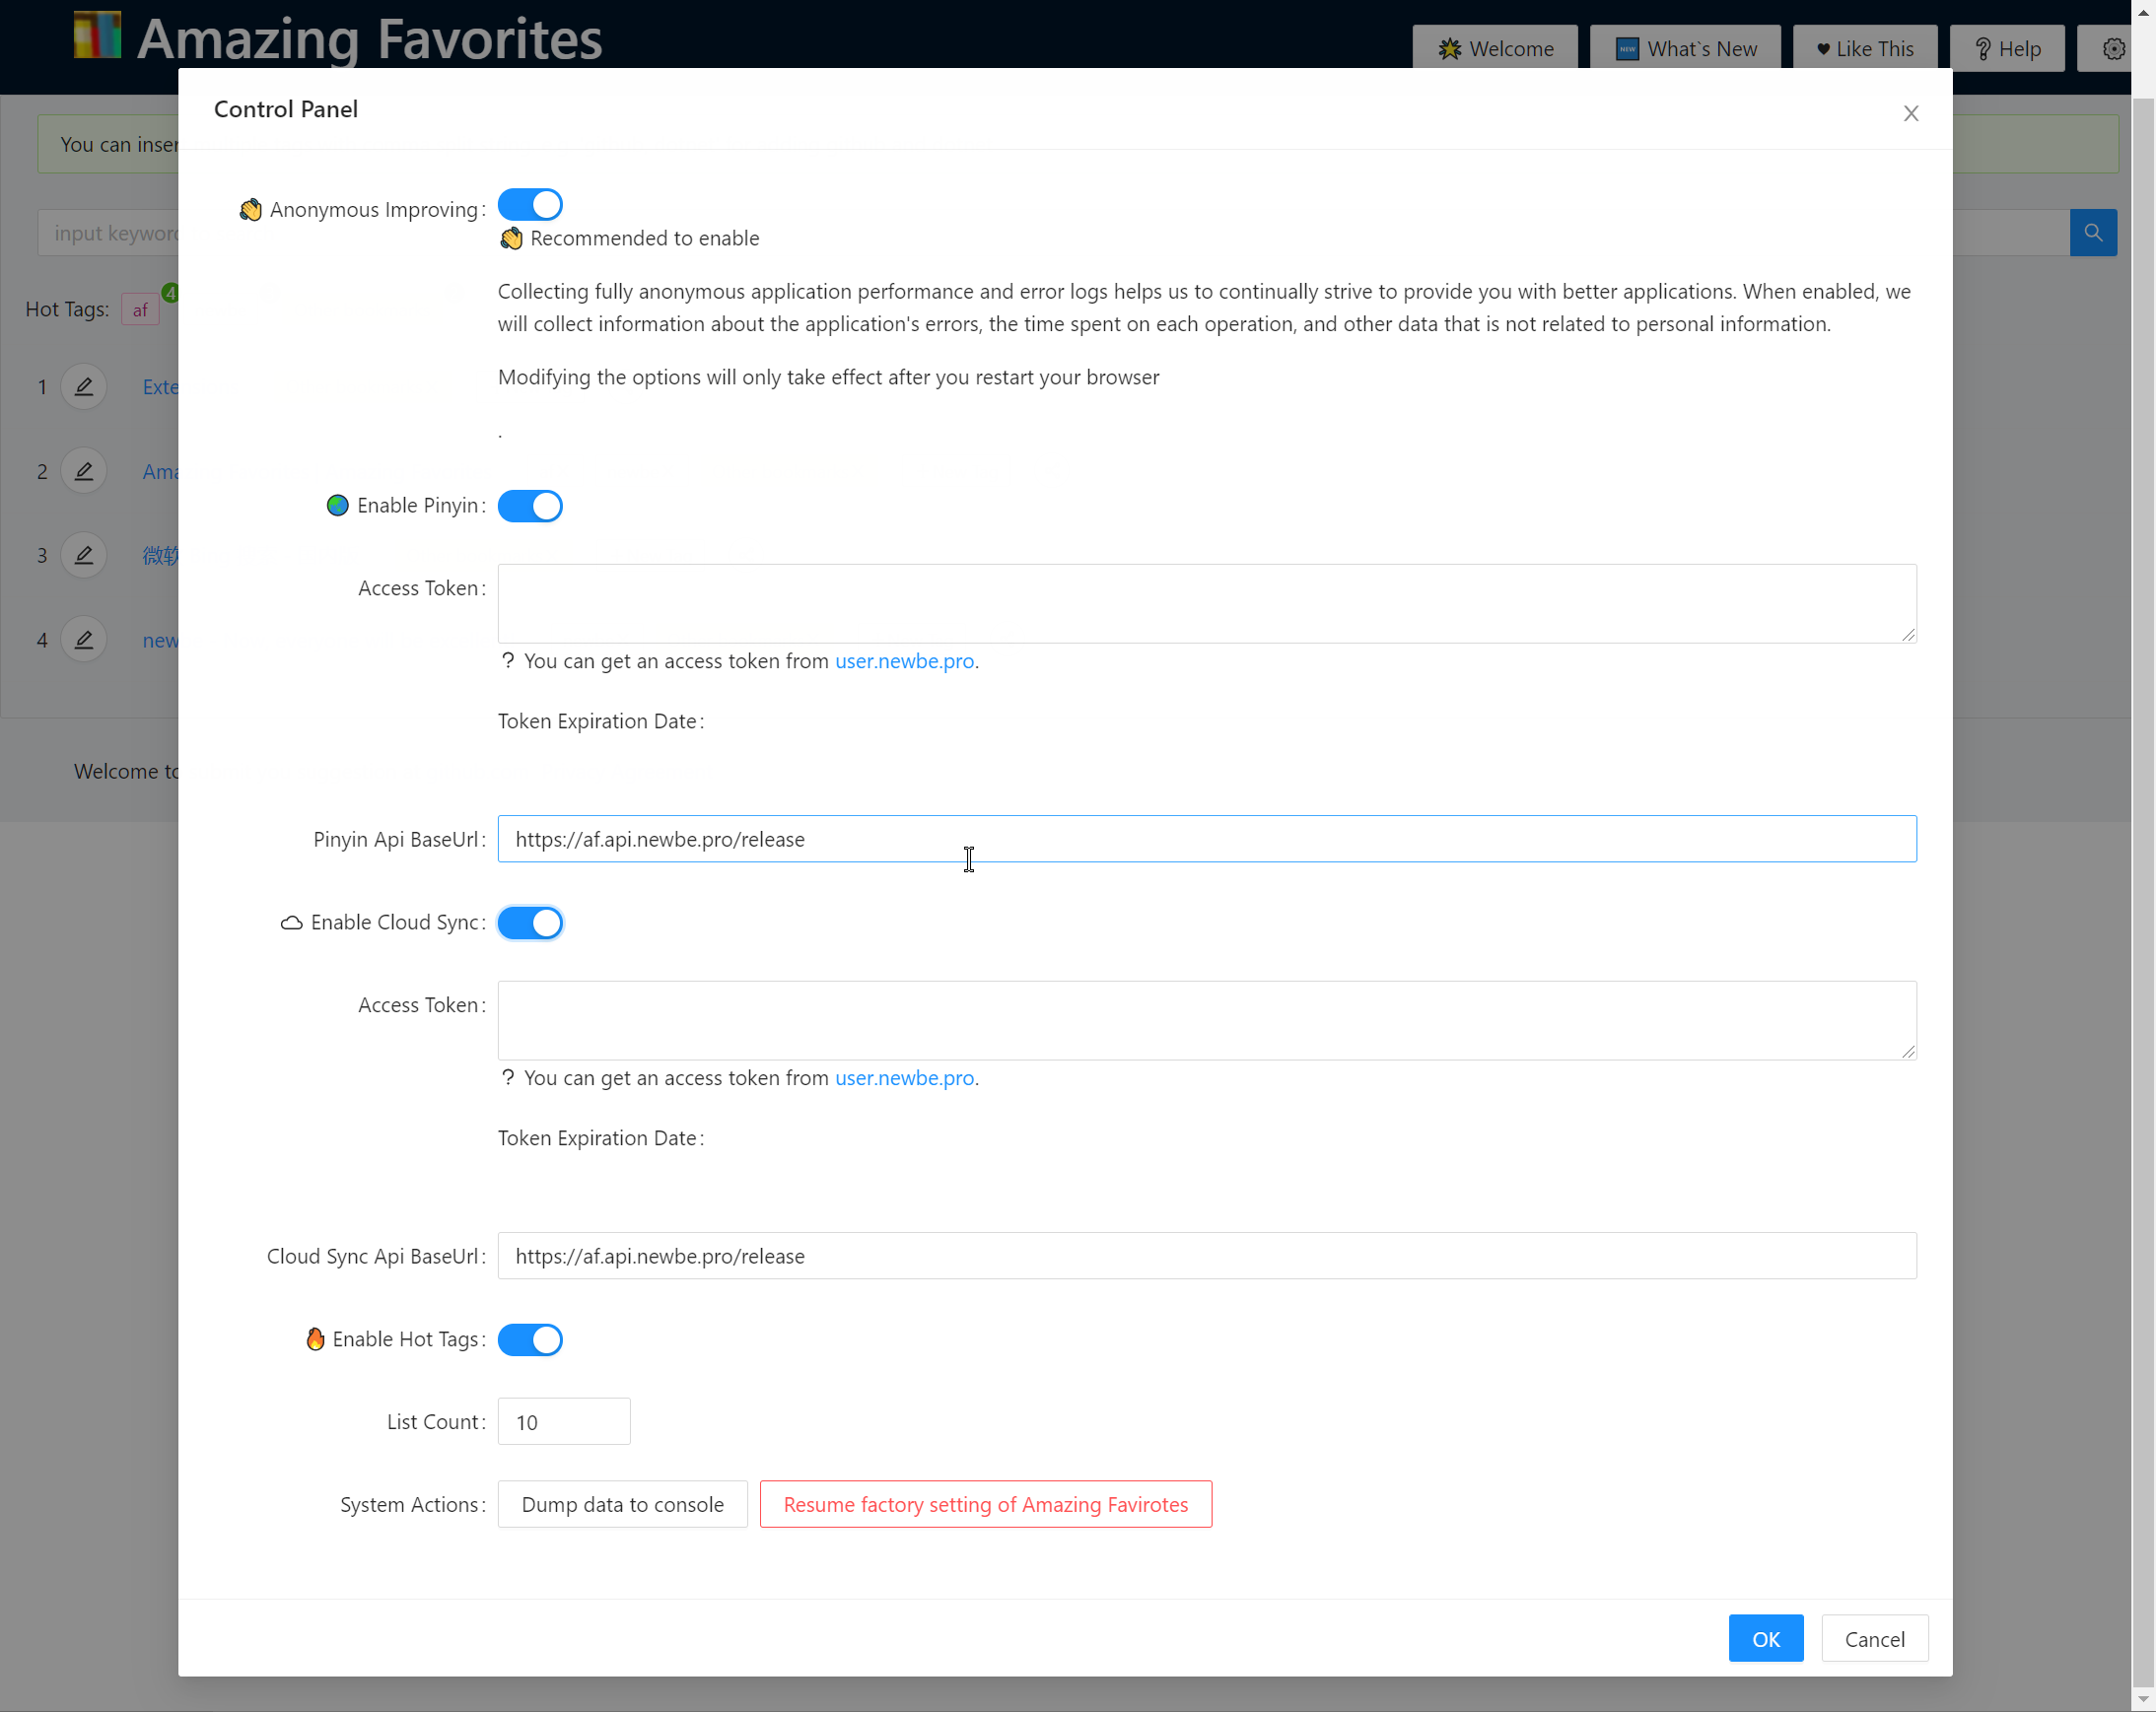 Amazing Favorites
Welcome
NEW What`s New
♥ Like This
? Help
Control Panel
You can inser
Anonymous Improving:
Recommended to enable
input keyword
Collecting fully anonymous application performance and error logs helps us to continually strive to provide you with better applications. When enabled, we
will collect information about the application's errors, the time spent on each operation, and other data that is not related to personal information.
Hot Tags: af 4
Modifying the options will only take effect after you restart your browser
1 Exte
.
2 Ama
Enable Pinyin:
3 微软
Access Token:
4 new
? You can get an access token from user.newbe.pro.
Token Expiration Date:
Welcome to
Pinyin Api BaseUrl: https://af.api.newbe.pro/release
Enable Cloud Sync:
Access Token:
? You can get an access token from user.newbe.pro.
Token Expiration Date:
Cloud Sync Api BaseUrl: https://af.api.newbe.pro/release
Enable Hot Tags:
List Count: 10
System Actions: Dump data to console Resume factory setting of Amazing Favirotes
OK Cancel